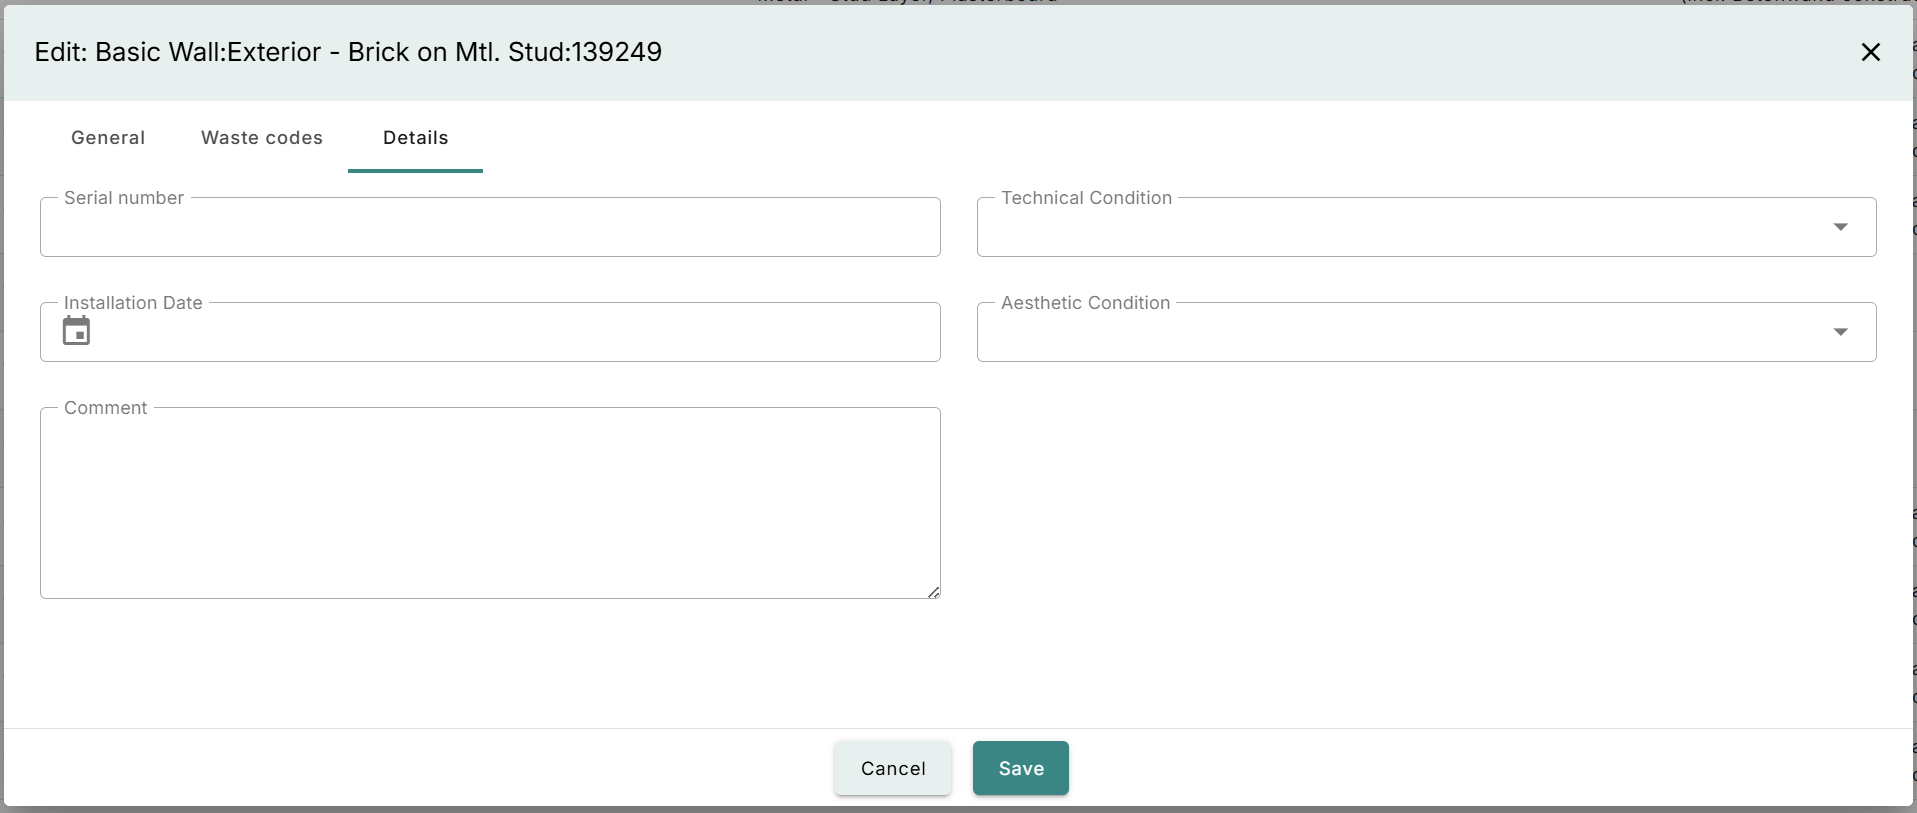 Edit: Basic Wall:Exterior - Brick on Mtl. Stud:139249
General
Waste codes
Details
Serial number
Technical Condition
Installation Date
Aesthetic Condition
Comment
Cancel
Save